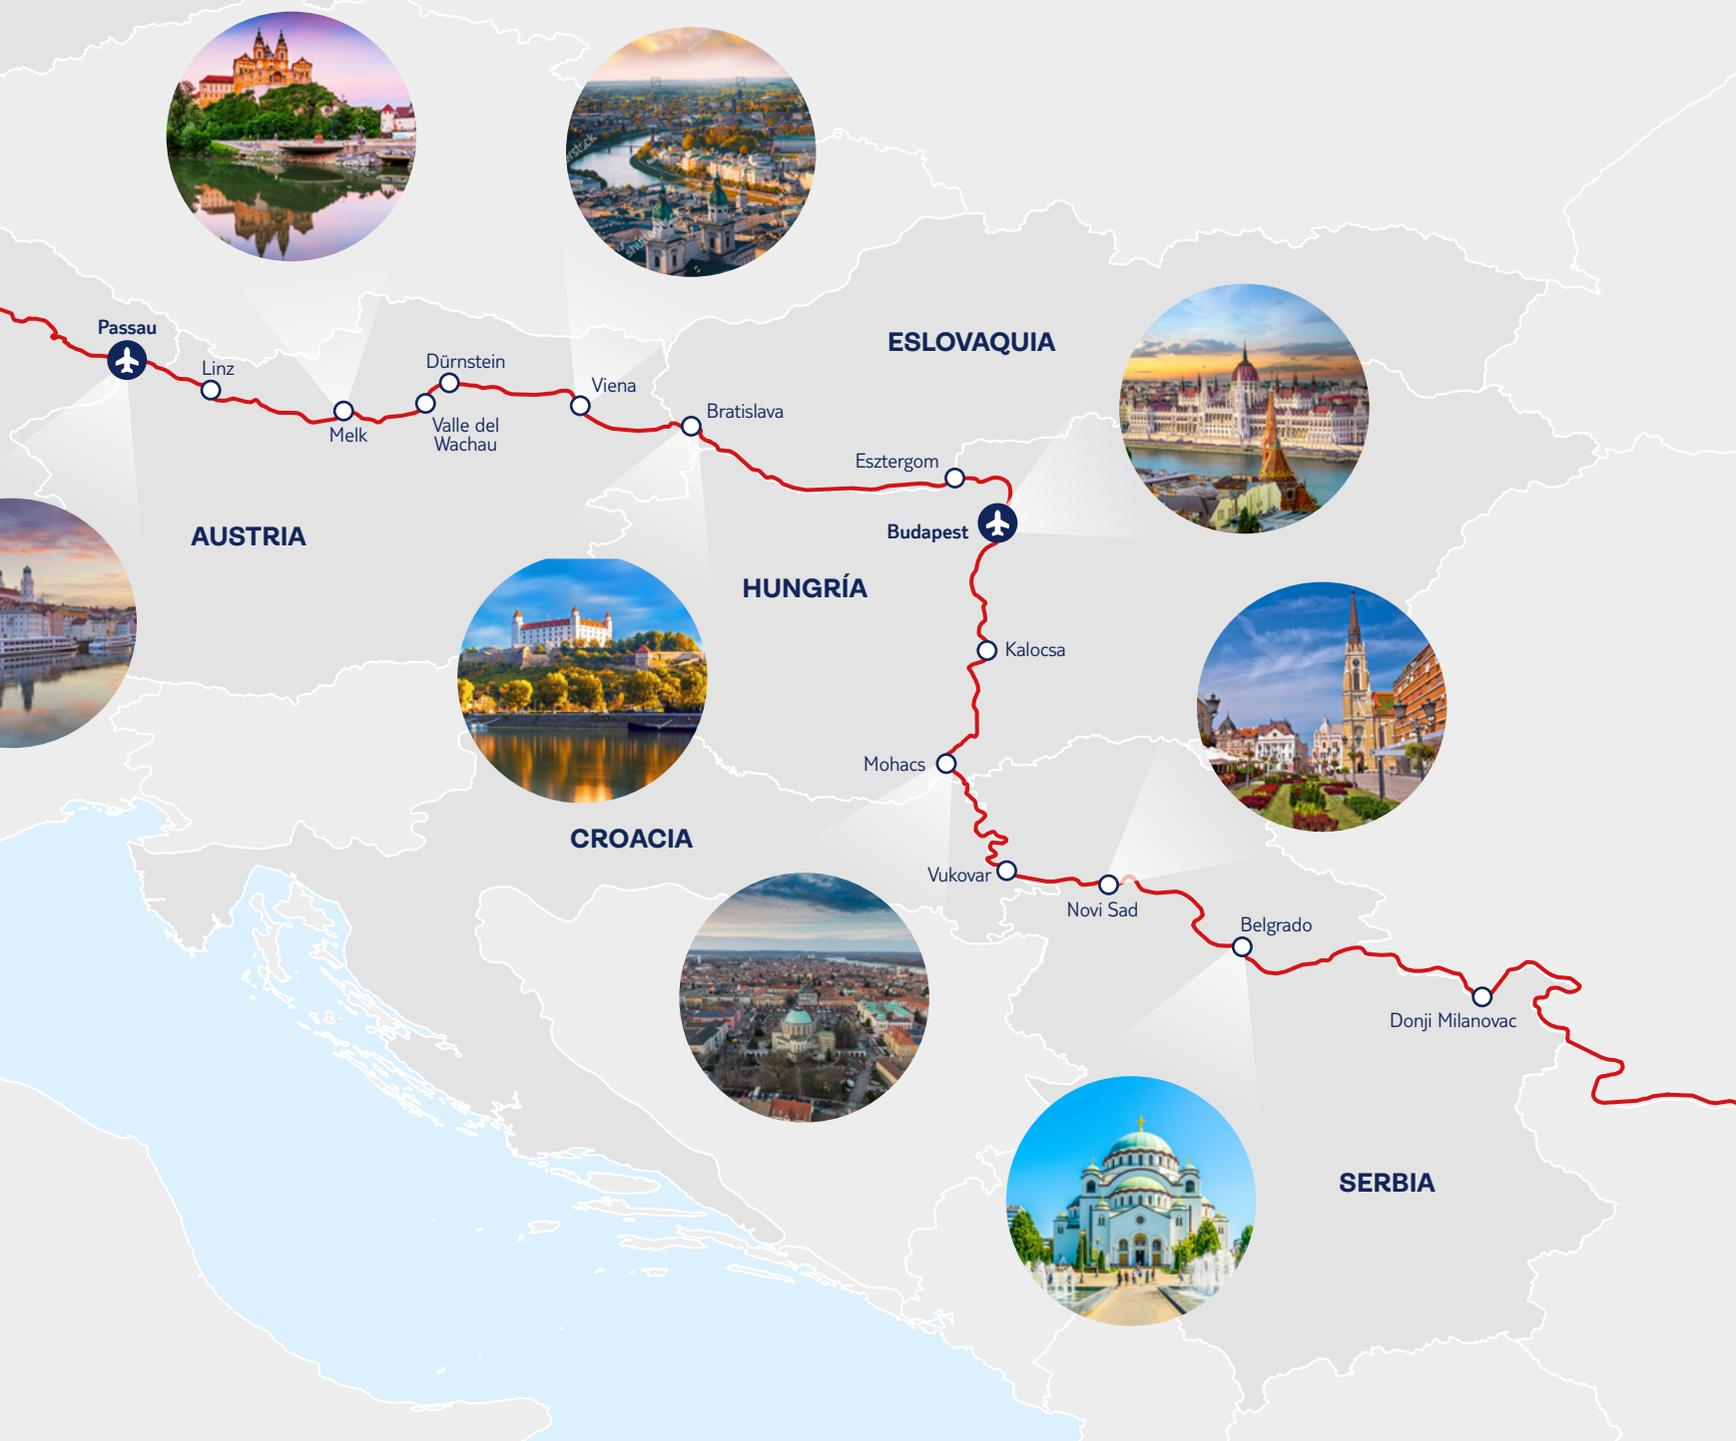 Passau
Linz
Melk
Dürnstein
Valle del
Wachau
Viena
Bratislava
ESLOVAQUIA
Esztergom
Budapest
AUSTRIA
HUNGRÍA
Kalocsa
Mohacs
CROACIA
Vukovar
Novi Sad
Belgrado
Donji Milanovac
SERBIA